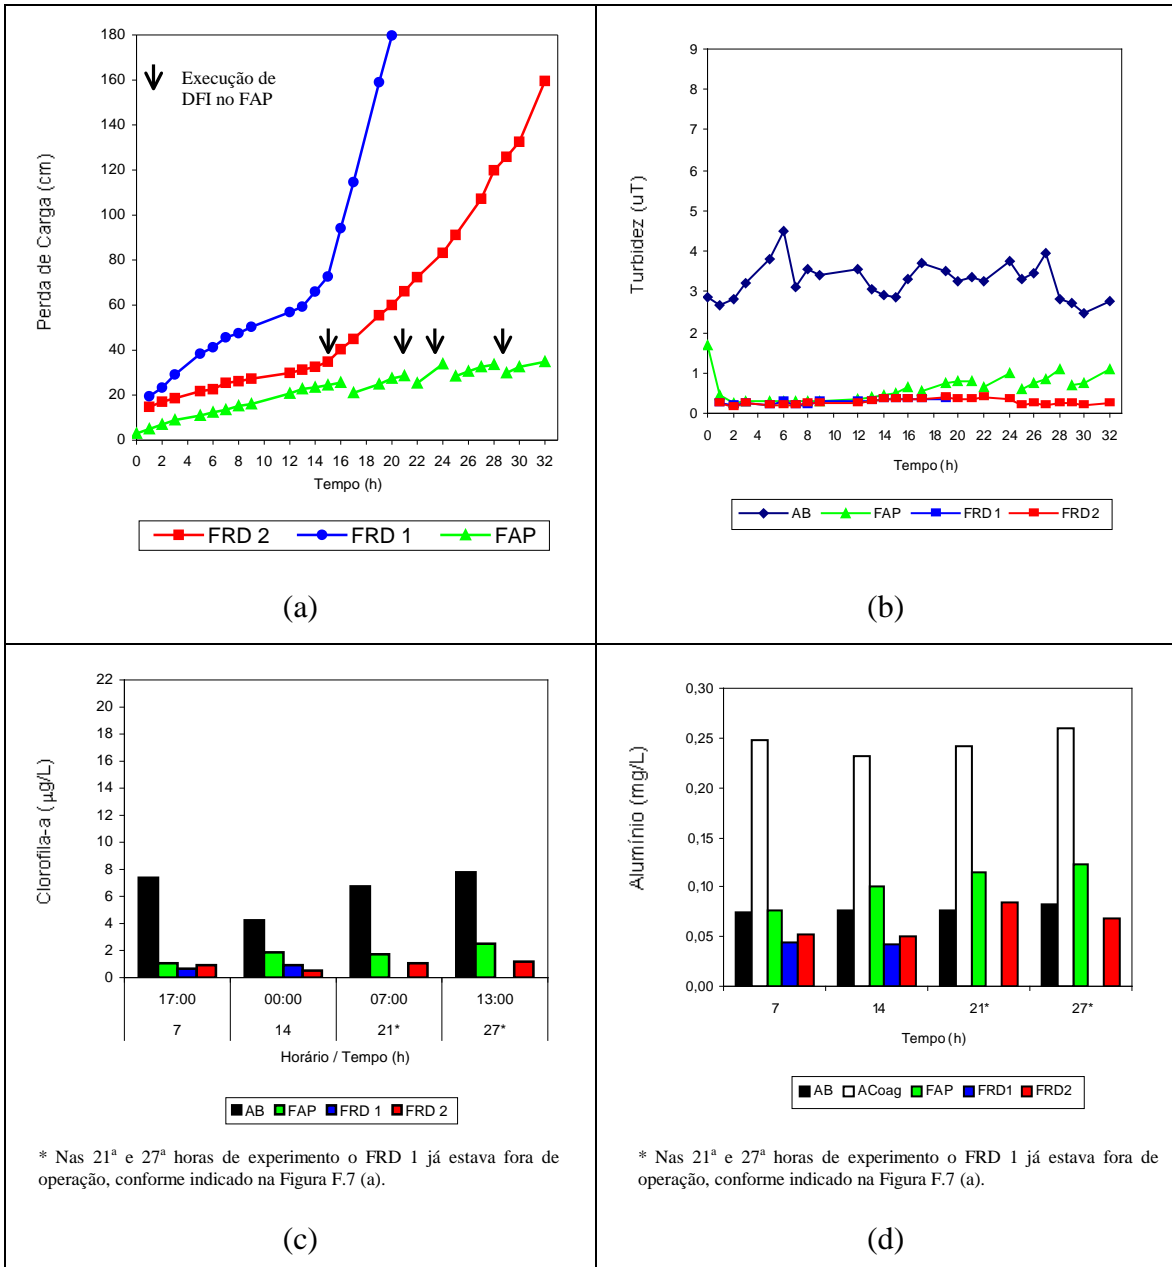 180
160
140
120
100
80
60
40
20
0
Perda de Carga (cm)
Execução de
DFI no FAP
0 2 4 6 8 10 12 14 16 18 20 22 24 26 28 30 32
Tempo (h)
FRD 2 FRD 1 FAP
(a)
9
8
7
6
5
4
3
2
1
0
Turbidez (uT)
0 2 4 6 8 10 12 14 16 18 20 22 24 26 28 30 32
Tempo (h)
AB FAP FRD 1 FRD 2
(b)
22
20
18
16
14
12
10
8
6
4
2
0
Clorofila-a (µg/L)
17:00 00:00 07:00 13:00
7 14 21* 27*
Horário / Tempo (h)
AB FAP FRD 1 FRD 2
* Nas 21ª e 27ª horas de experimento o FRD 1 já estava fora de
operação, conforme indicado na Figura F.7 (a).
(c)
0,30
0,25
0,20
0,15
0,10
0,05
0,00
Alumínio (mg/L)
7 14 21* 27*
Tempo (h)
AB ACoag FAP FRD1 FRD2
* Nas 21ª e 27ª horas de experimento o FRD 1 já estava fora de
operação, conforme indicado na Figura F.7 (a).
(d)